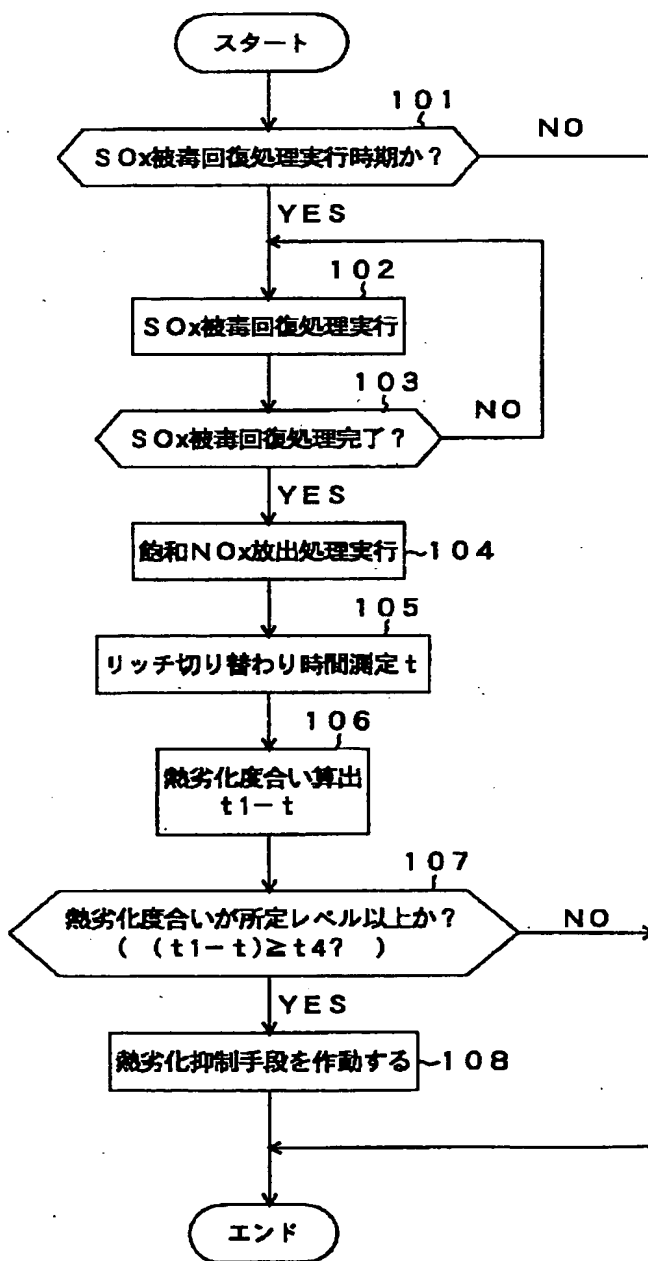 スタート
101
SOx被毒回復処理実行時期か?
NO
YES
102
SOx被毒回復処理実行
103
SOx被毒回復処理完了?
NO
YES
飽和NOx放出処理実行
104
105
リッチ切り替わり時間測定t
106
熱劣化度合い算出
t1-t
107
熱劣化度合いが所定レベル以上か?
( (t1-t)≧t4? )
NO
YES
熱劣化抑制手段を作動する
108
エンド